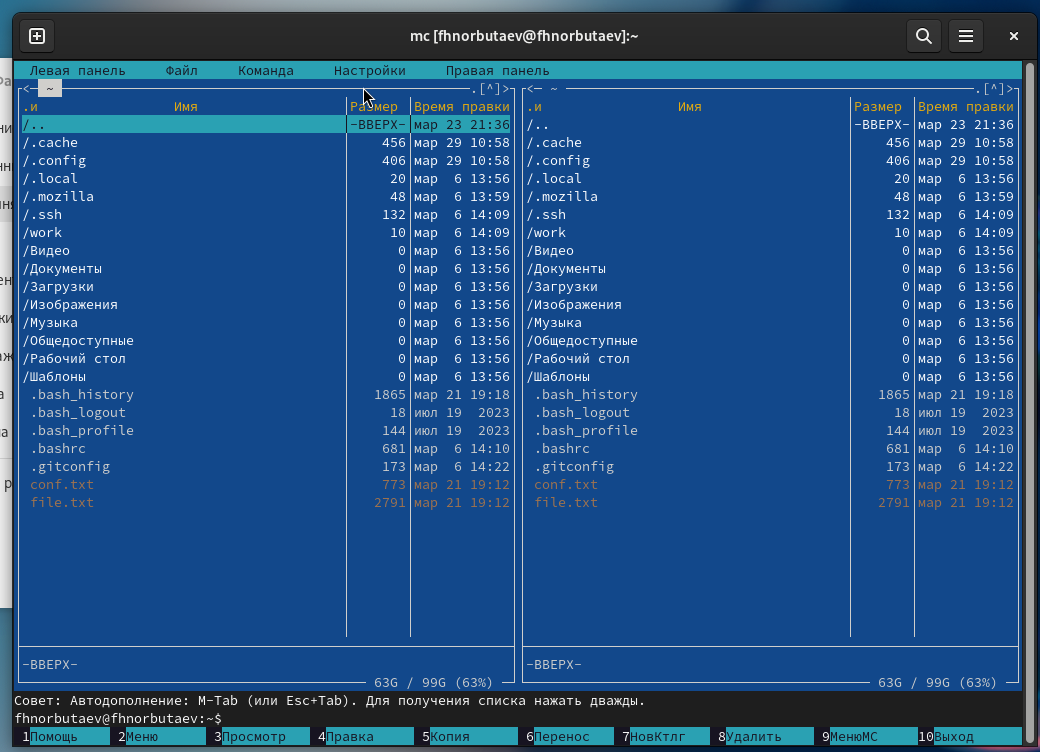 mc [fhnorbutaev@fhnorbutaev]:~
Левая панель Файл Команда Настройки Правая панель
<─ ~ .[^]> <─ ~ .[^]>
.и Имя Размер Время правки .и Имя Размер Время правки
/.. -ВВЕРХ- мар 23 21:36 /.. -ВВЕРХ- мар 23 21:36
/.cache 456 мар 29 10:58 /.cache 456 мар 29 10:58
/.config 406 мар 29 10:58 /.config 406 мар 29 10:58
/.local 20 мар 6 13:56 /.local 20 мар 6 13:56
/.mozilla 48 мар 6 13:59 /.mozilla 48 мар 6 13:59
/.ssh 132 мар 6 14:09 /.ssh 132 мар 6 14:09
/work 10 мар 6 14:09 /work 10 мар 6 14:09
/Видео 0 мар 6 13:56 /Видео 0 мар 6 13:56
/Документы 0 мар 6 13:56 /Документы 0 мар 6 13:56
/Загрузки 0 мар 6 13:56 /Загрузки 0 мар 6 13:56
/Изображения 0 мар 6 13:56 /Изображения 0 мар 6 13:56
/Музыка 0 мар 6 13:56 /Музыка 0 мар 6 13:56
/Общедоступные 0 мар 6 13:56 /Общедоступные 0 мар 6 13:56
/Рабочий стол 0 мар 6 13:56 /Рабочий стол 0 мар 6 13:56
/Шаблоны 0 мар 6 13:56 /Шаблоны 0 мар 6 13:56
.bash_history 1865 мар 21 19:18 .bash_history 1865 мар 21 19:18
.bash_logout 18 июл 19 2023 .bash_logout 18 июл 19 2023
.bash_profile 144 июл 19 2023 .bash_profile 144 июл 19 2023
.bashrc 681 мар 6 14:10 .bashrc 681 мар 6 14:10
.gitconfig 173 мар 6 14:22 .gitconfig 173 мар 6 14:22
conf.txt 773 мар 21 19:12 conf.txt 773 мар 21 19:12
file.txt 2791 мар 21 19:12 file.txt 2791 мар 21 19:12
-ВВЕРХ- -ВВЕРХ-
63G / 99G (63%) 63G / 99G (63%)
Совет: Автодополнение: M-Tab (или Esc+Tab). Для получения списка нажать дважды.
fhnorbutaev@fhnorbutaev:~$
1Помощь 2Меню 3Просмотр 4Правка 5Копия 6Перенос 7НовКтлг 8Удалить 9МенюMC 10Выход